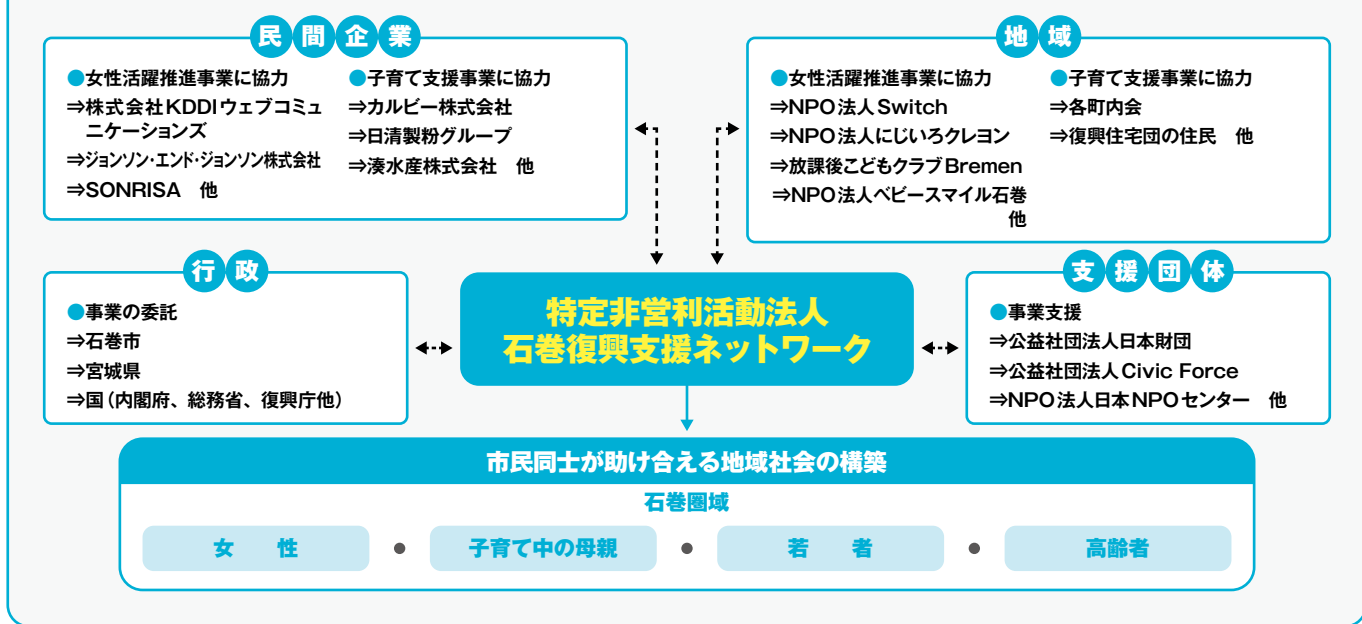 民間企業
●女性活躍推進事業に協力
⇒株式会社KDDIウェブコミュ
ニケーションズ
⇒ジョンソン・エンド・ジョンソン株式会社
⇒SONRISA 他
●子育て支援事業に協力
⇒カルビー株式会社
⇒日清製粉グループ
⇒湊水産株式会社 他
地域
●女性活躍推進事業に協力
⇒NPO法人Switch
⇒NPO法人にじいろクレヨン
⇒放課後こどもクラブBremen
⇒NPO法人ベビースマイル石巻
他
●子育て支援事業に協力
⇒各町内会
⇒復興住宅団の住民 他
行政
●事業の委託
⇒石巻市
⇒宮城県
⇒国(内閣府、総務省、復興庁他)
特定非営利活動法人
石巻復興支援ネットワーク
支援団体
●事業支援
⇒公益社団法人日本財団
⇒公益社団法人Civic Force
⇒NPO法人日本NPOセンター 他
市民同士が助け合える地域社会の構築
石巻圏域
女 性 ● 子育て中の母親 ● 若 者 ● 高齢者